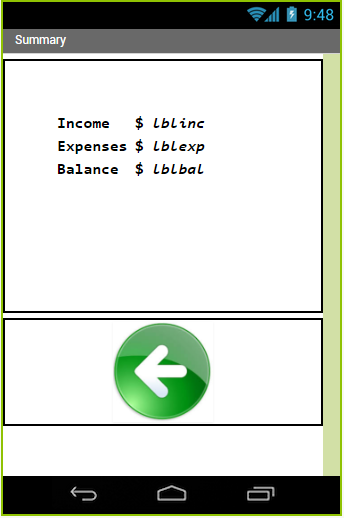 9:48
Summary
Income $ lblinc
Expenses $ lblexp
Balance $ lblbal